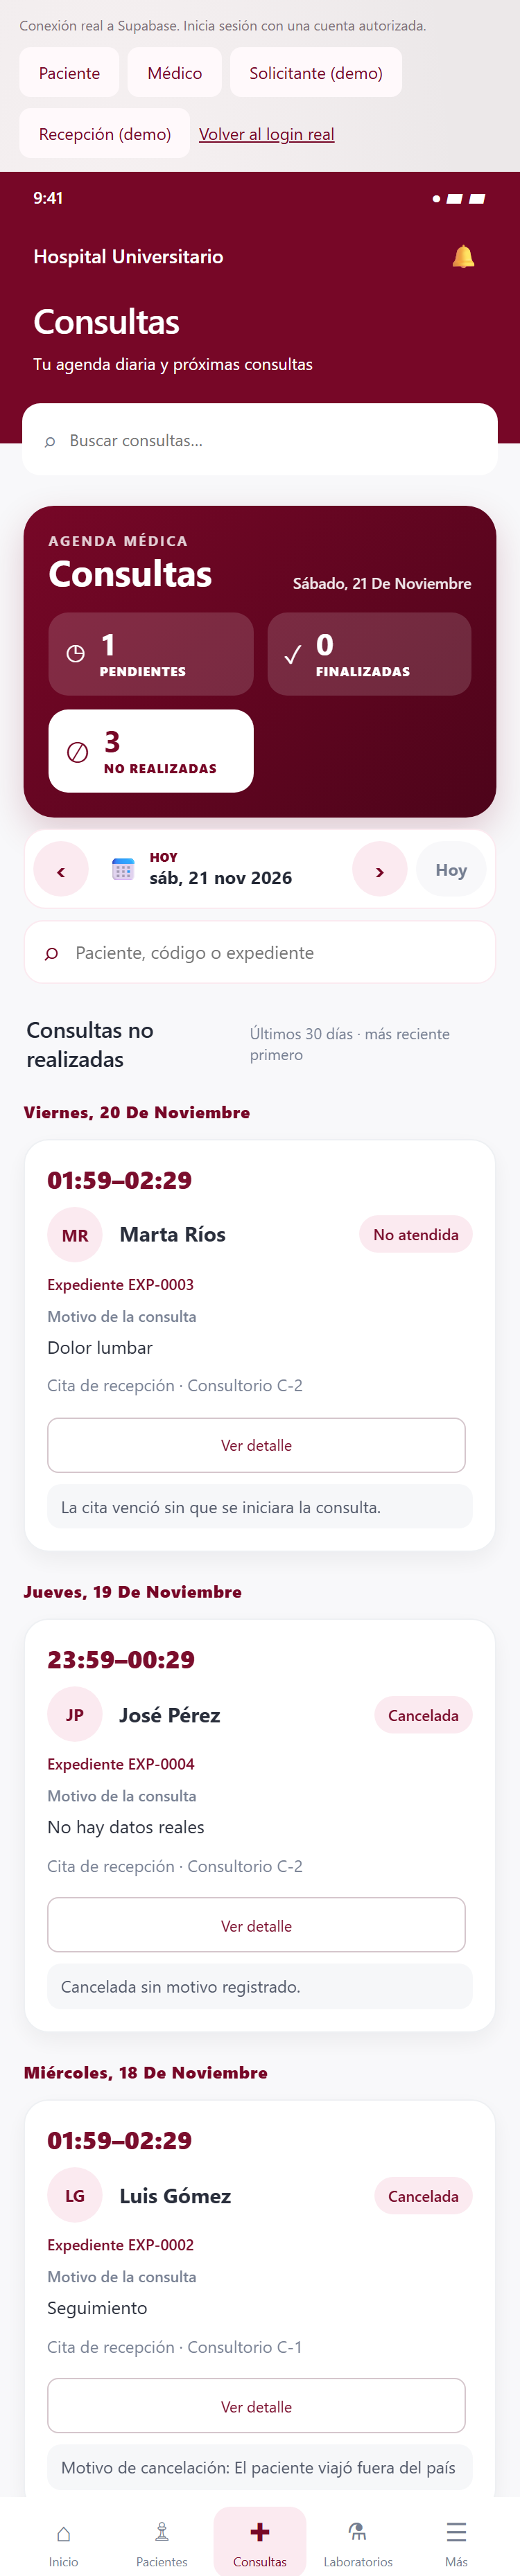 Conexión real a Supabase. Inicia sesión con una cuenta autorizada.
Paciente
Médico
Solicitante (demo)
Recepción (demo)
Volver al login real
9:41
Hospital Universitario
Consultas
Tu agenda diaria y próximas consultas
Buscar consultas...
AGENDA MÉDICA
Consultas
Sábado, 21 De Noviembre
1
PENDIENTES
0
FINALIZADAS
3
NO REALIZADAS
‹
HOY
sáb, 21 nov 2026
›
Hoy
Paciente, código o expediente
Consultas no
realizadas
Últimos 30 días · más reciente
primero
Viernes, 20 De Noviembre
01:59–02:29
MR
Marta Ríos
No atendida
Expediente EXP-0003
Motivo de la consulta
Dolor lumbar
Cita de recepción · Consultorio C-2
Ver detalle
La cita venció sin que se iniciara la consulta.
Jueves, 19 De Noviembre
23:59–00:29
JP
José Pérez
Cancelada
Expediente EXP-0004
Motivo de la consulta
No hay datos reales
Cita de recepción · Consultorio C-2
Ver detalle
Cancelada sin motivo registrado.
Miércoles, 18 De Noviembre
01:59–02:29
LG
Luis Gómez
Cancelada
Expediente EXP-0002
Motivo de la consulta
Seguimiento
Cita de recepción · Consultorio C-1
Ver detalle
Motivo de cancelación: El paciente viajó fuera del país
Inicio
Pacientes
Consultas
Laboratorios
Más